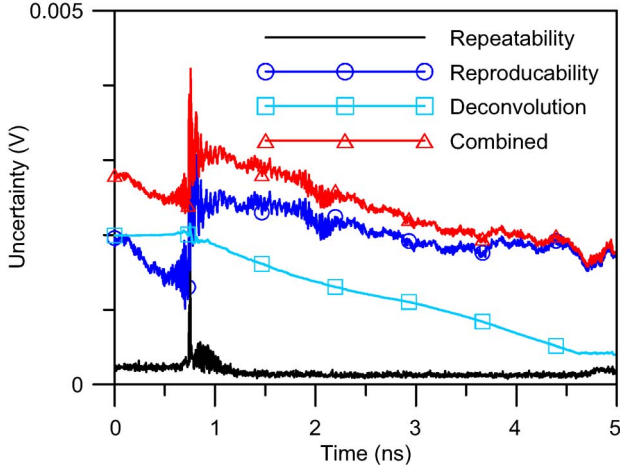 0.005
Repeatability
Reproducability
Deconvolution
Combined
Uncertainty (V)
0
0 1 2 3 4 5
Time (ns)